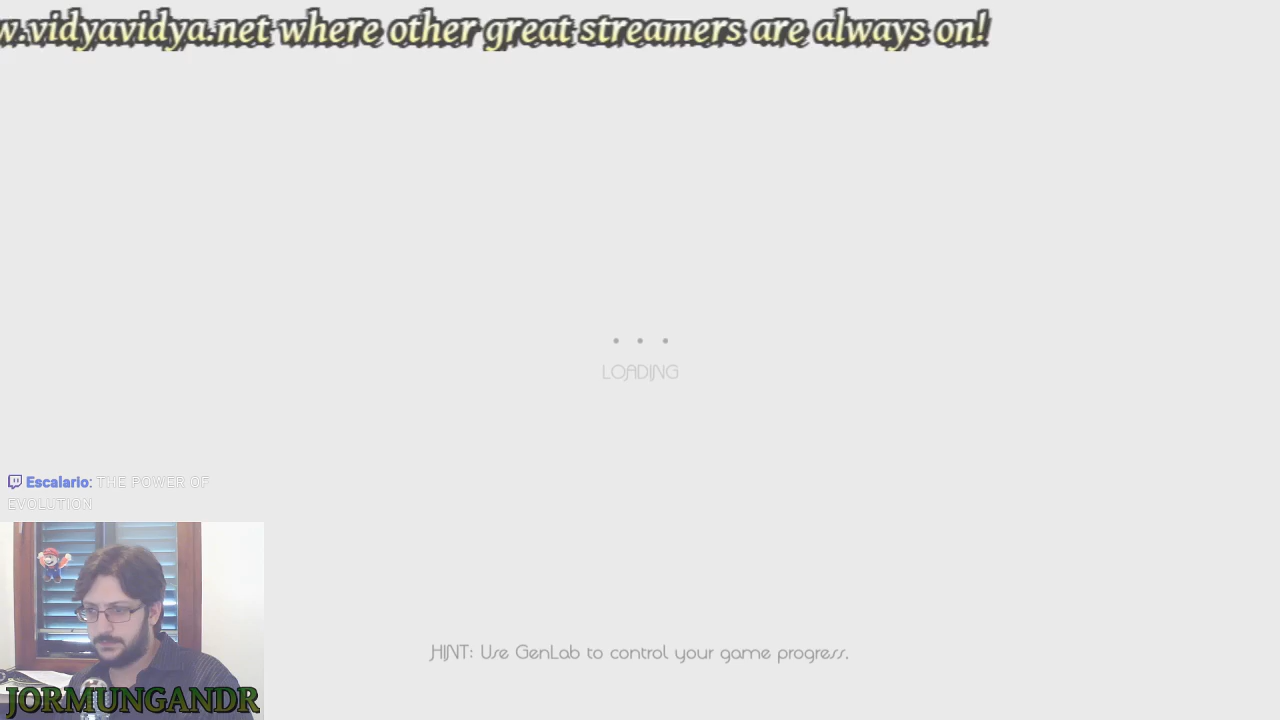 w.vidyavidya.net where other great streamers are always on!
LOADING
Escalario: THE POWER OF
EVOLUTION
HINT: Use GenLab to control your game progress.
JORMUNGANDR